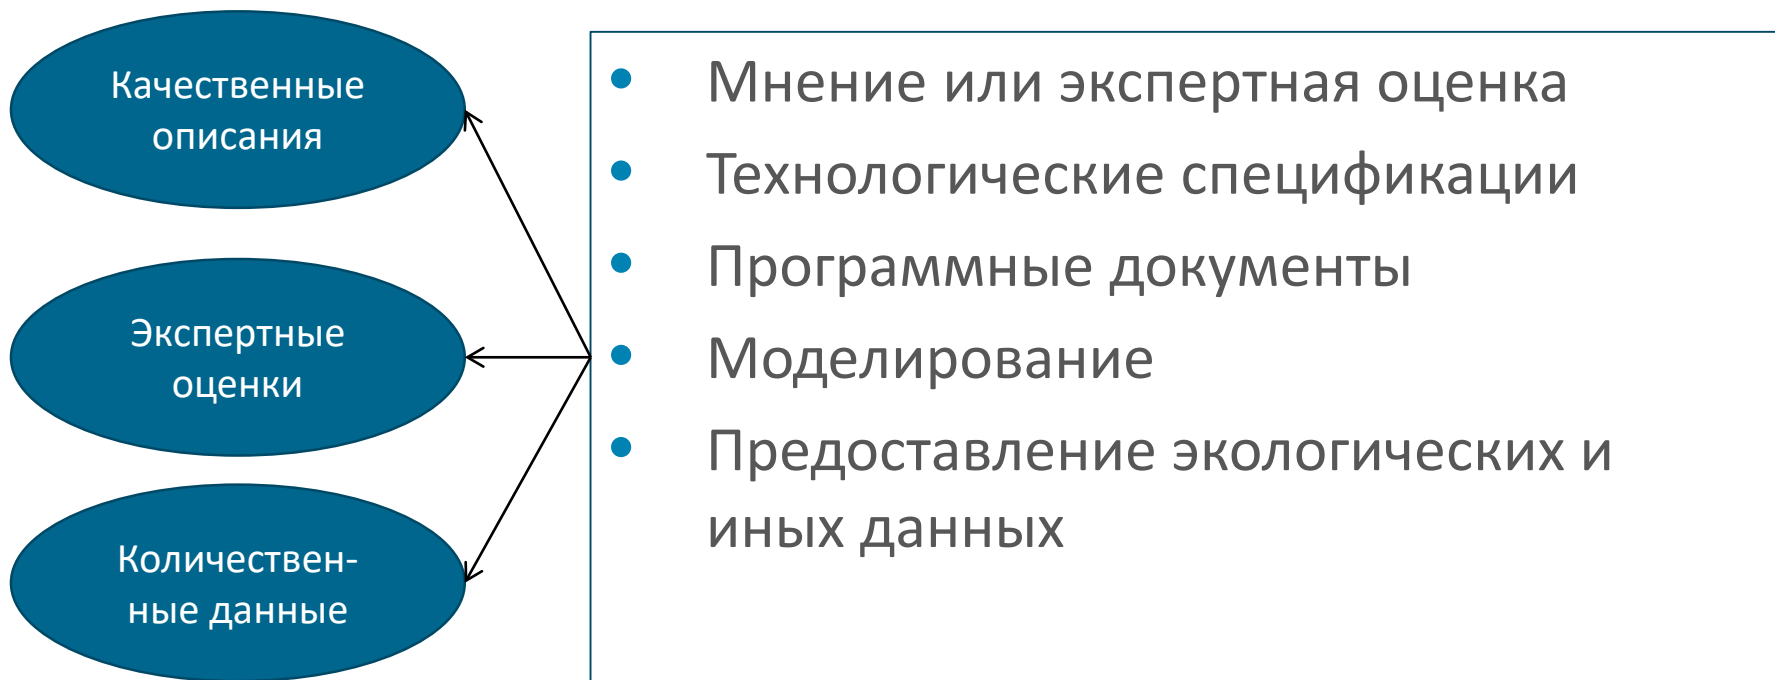 Качественные
описания
Экспертные
оценки
Количествен-
ные данные
• Мнение или экспертная оценка
• Технологические спецификации
• Программные документы
• Моделирование
• Предоставление экологических и
иных данных